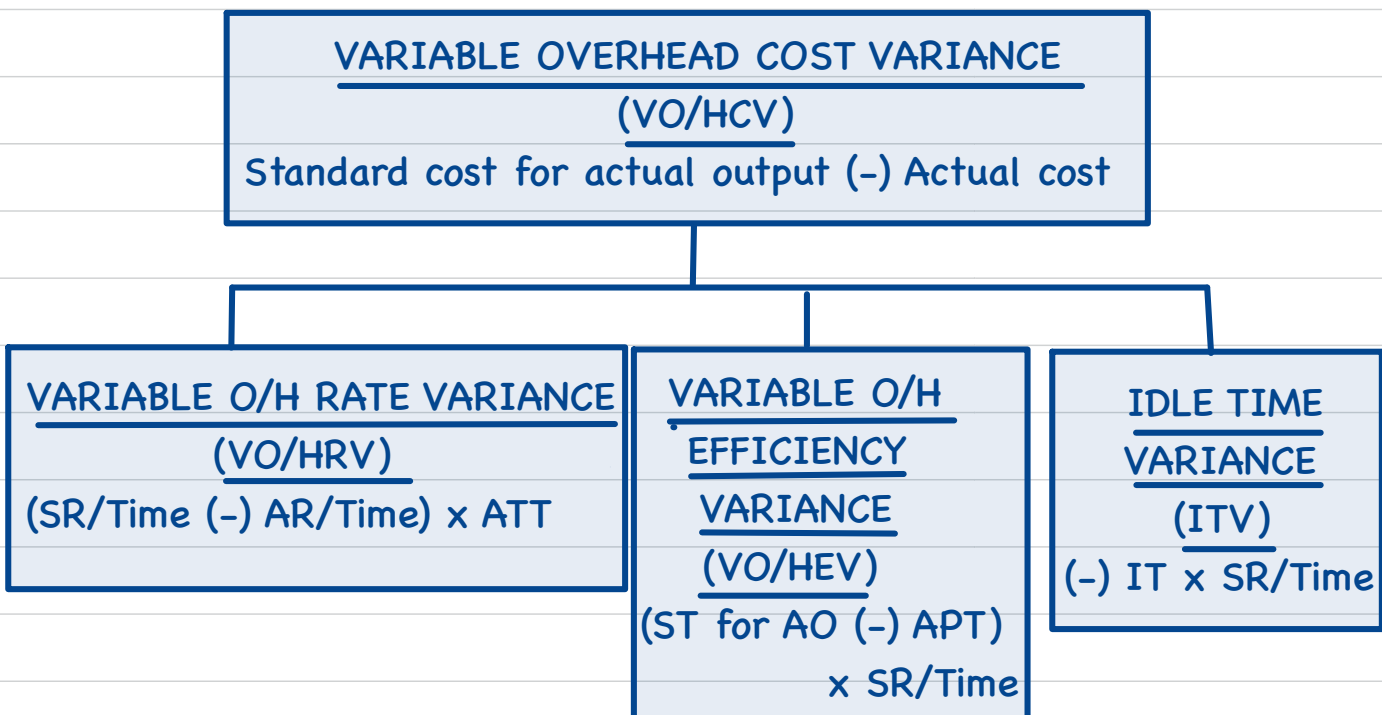 VARIABLE OVERHEAD COST VARIANCE
(VO/HCV)
Standard cost for actual output (-) Actual cost
VARIABLE O/H RATE VARIANCE
(VO/HRV)
(SR/Time (-) AR/Time) x ATT
VARIABLE O/H
EFFICIENCY
VARIANCE
(VO/HEV)
(ST for AO (-) APT)
x SR/Time
IDLE TIME
VARIANCE
(ITV)
(-) IT x SR/Time